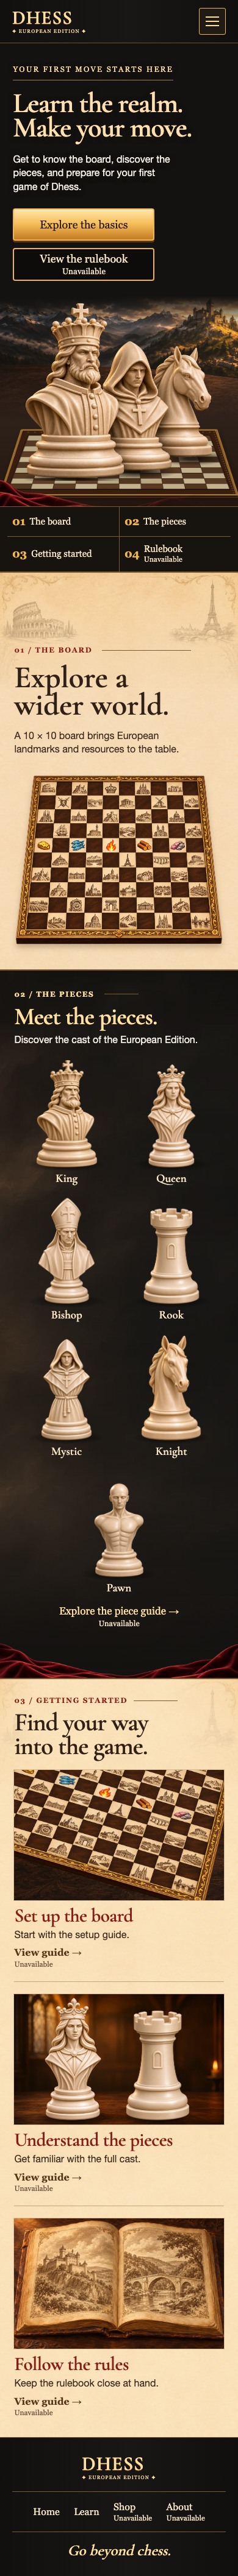 DHESS
✦ EUROPEAN EDITION ✦
YOUR FIRST MOVE STARTS HERE
Learn the realm.
Make your move.
Get to know the board, discover the
pieces, and prepare for your first
game of Dhess.
Explore the basics
View the rulebook
Unavailable
01 The board
02 The pieces
03 Getting started
04 Rulebook
Unavailable
01 / THE BOARD
Explore a
wider world.
A 10 × 10 board brings European
landmarks and resources to the table.
02 / THE PIECES
Meet the pieces.
Discover the cast of the European Edition.
King
Queen
Bishop
Rook
Mystic
Knight
Pawn
Explore the piece guide →
Unavailable
03 / GETTING STARTED
Find your way
into the game.
Set up the board
Start with the setup guide.
View guide →
Unavailable
Understand the pieces
Get familiar with the full cast.
View guide →
Unavailable
Follow the rules
Keep the rulebook close at hand.
View guide →
Unavailable
DHESS
✦ EUROPEAN EDITION ✦
Home
Learn
Shop
Unavailable
About
Unavailable
Go beyond chess.